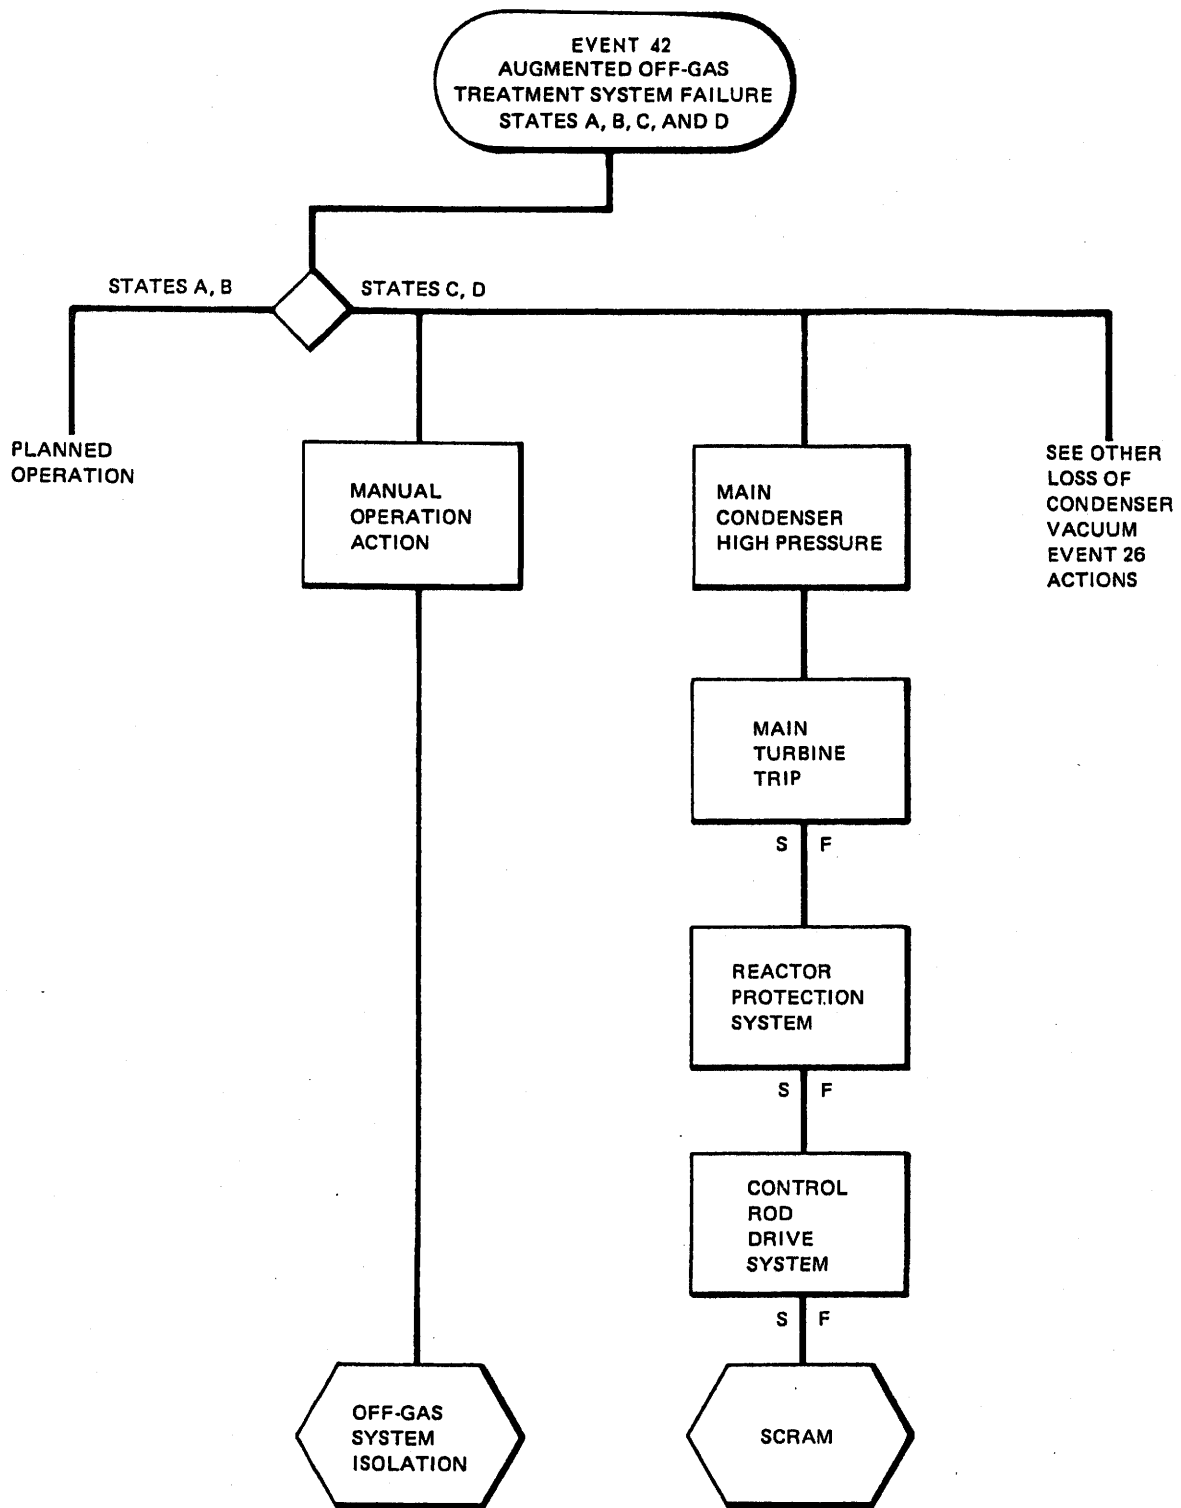 EVENT 42
AUGMENTED OFF-GAS
TREATMENT SYSTEM FAILURE
STATES A, B, C, AND D
STATES A, B
STATES C, D
PLANNED
OPERATION
MANUAL
OPERATION
ACTION
MAIN
CONDENSER
HIGH PRESSURE
SEE OTHER
LOSS OF
CONDENSER
VACUUM
EVENT 26
ACTIONS
MAIN
TURBINE
TRIP
S F
REACTOR
PROTECTION
SYSTEM
S F
CONTROL
ROD
DRIVE
SYSTEM
S F
OFF-GAS
SYSTEM
ISOLATION
SCRAM